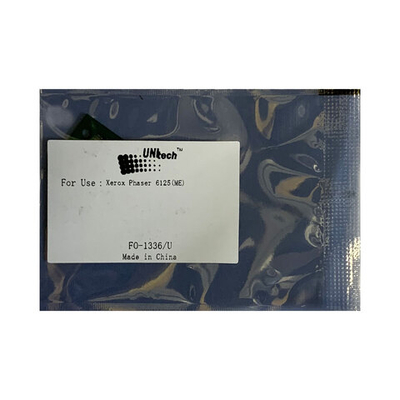 UNItech™
For Use : Xerox Phaser 6125(ME)
FO-1336/U
Made in China